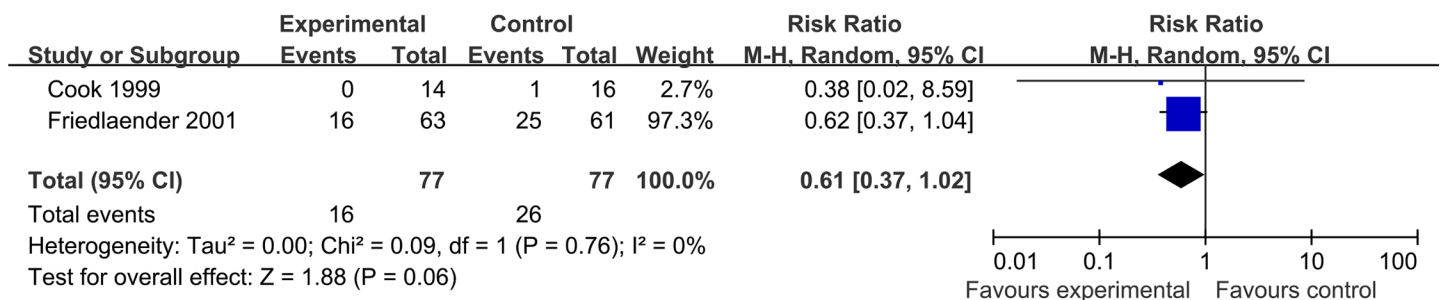 Experimental Control Risk Ratio Risk Ratio
Study or Subgroup Events Total Events Total Weight M-H, Random, 95% CI M-H, Random, 95% CI
Cook 1999 0 14 1 16 2.7% 0.38 [0.02, 8.59]
Friedlaender 2001 16 63 25 61 97.3% 0.62 [0.37, 1.04]
Total (95% CI) 77 77 100.0% 0.61 [0.37, 1.02]
Total events 16 26
Heterogeneity: Tau² = 0.00; Chi² = 0.09, df = 1 (P = 0.76); I² = 0%
Test for overall effect: Z = 1.88 (P = 0.06)
0.01 0.1 1 10 100
Favours experimental Favours control